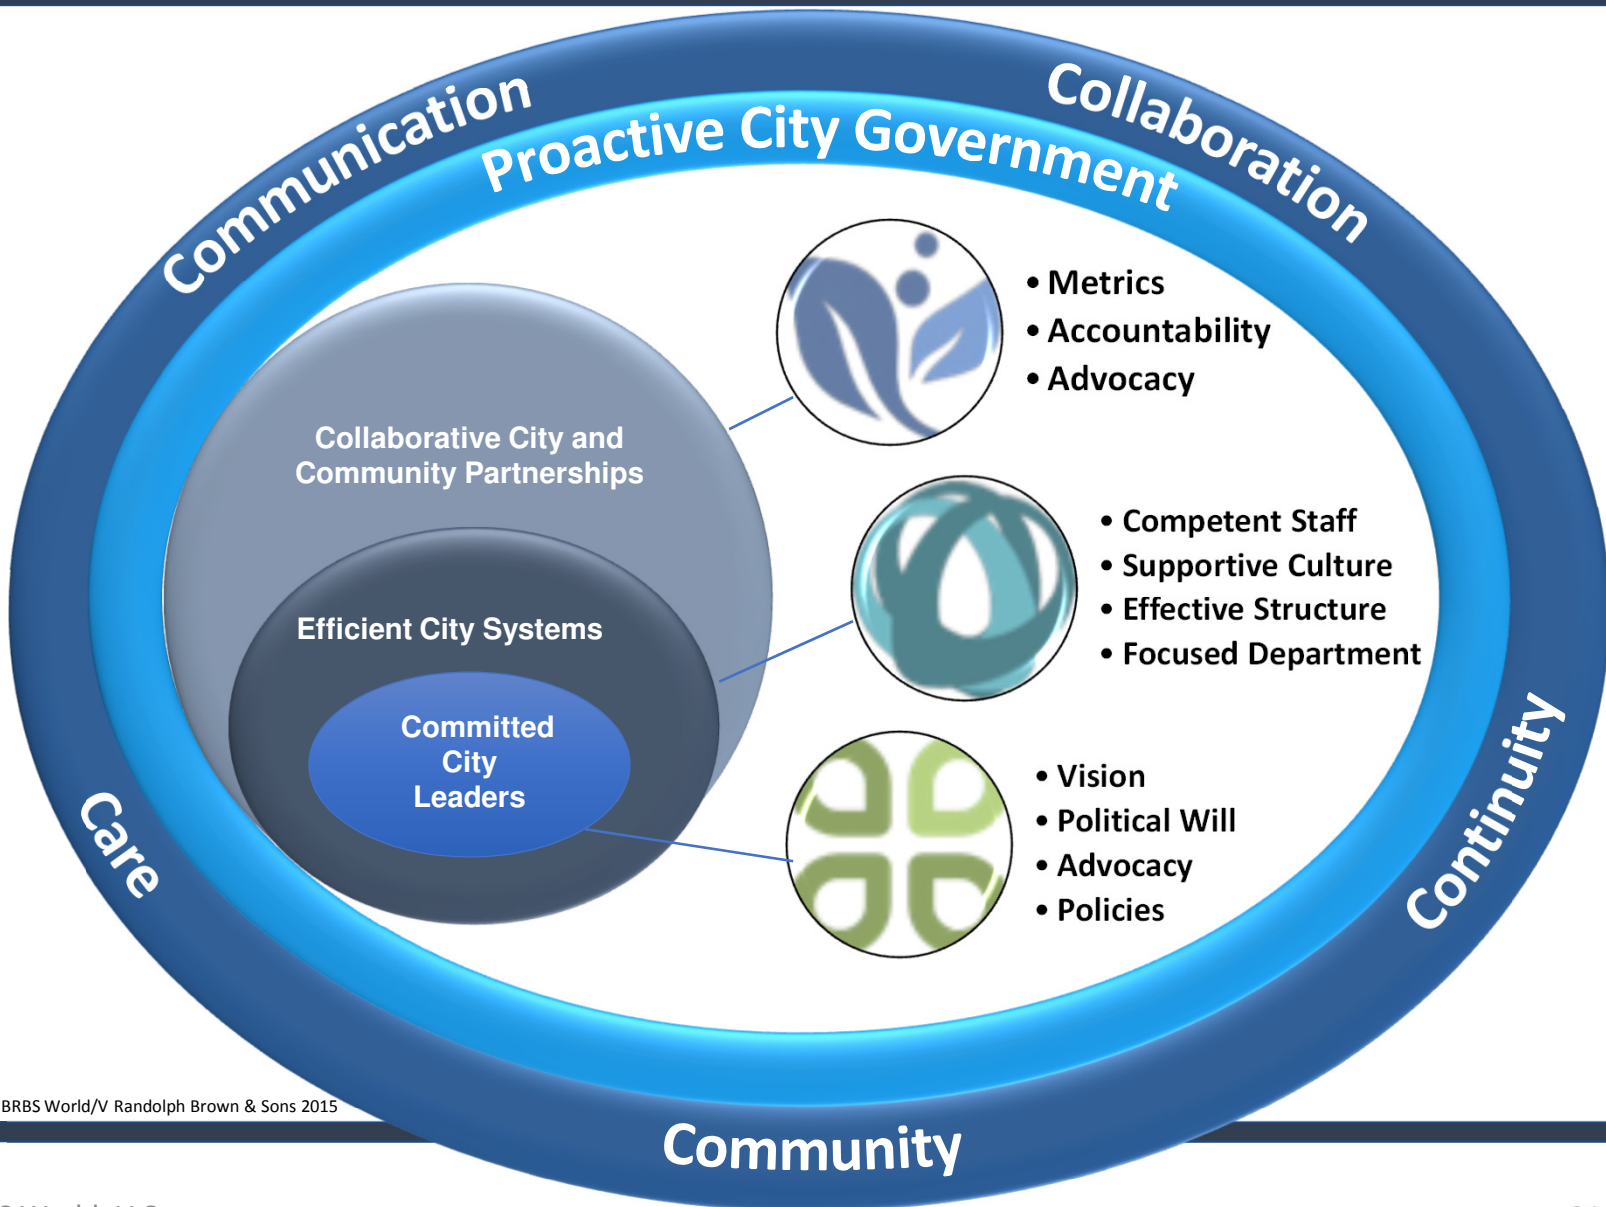 Communication
Collaboration
Proactive City Government
• Metrics
• Accountability
• Advocacy
Collaborative City and
Community Partnerships
• Competent Staff
• Supportive Culture
• Effective Structure
• Focused Department
Efficient City Systems
Committed
City
Leaders
• Vision
• Political Will
• Advocacy
• Policies
Care
Continuity
BRBS World/V Randolph Brown & Sons 2015
Community